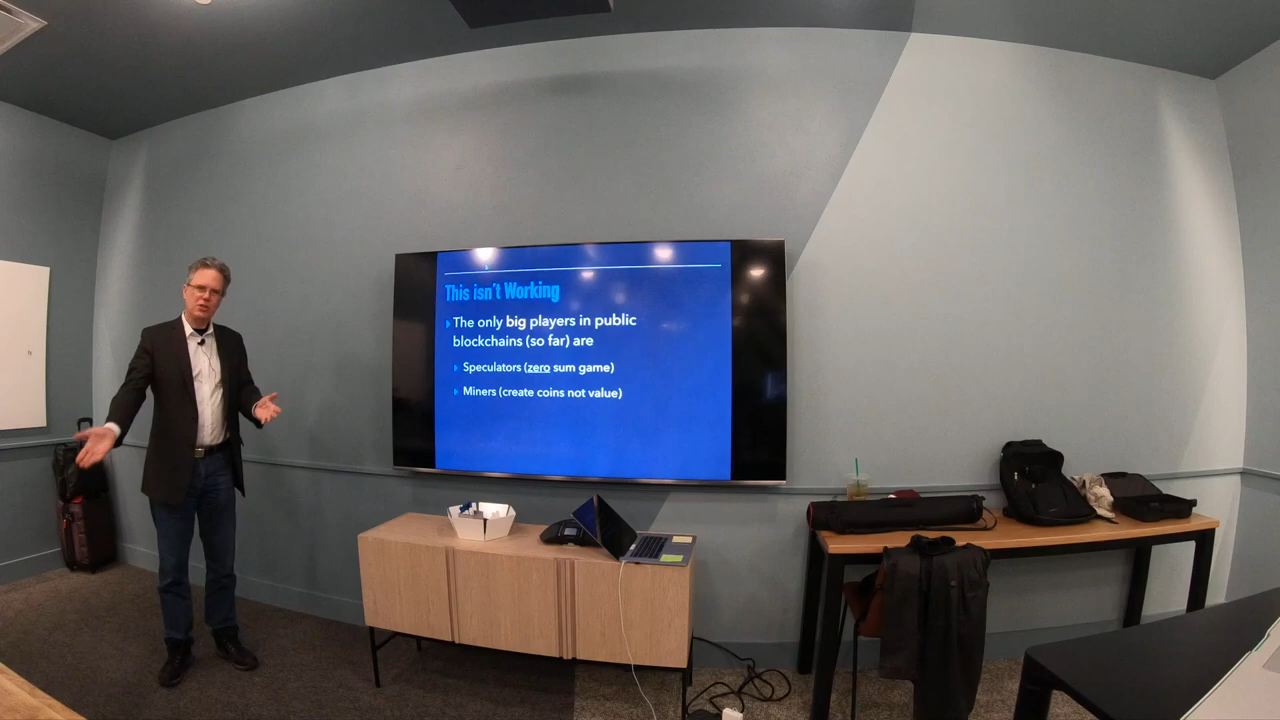 This isn't Working
The only big players in public
blockchains (so far) are
Speculators (zero sum game)
Miners (create coins not value)